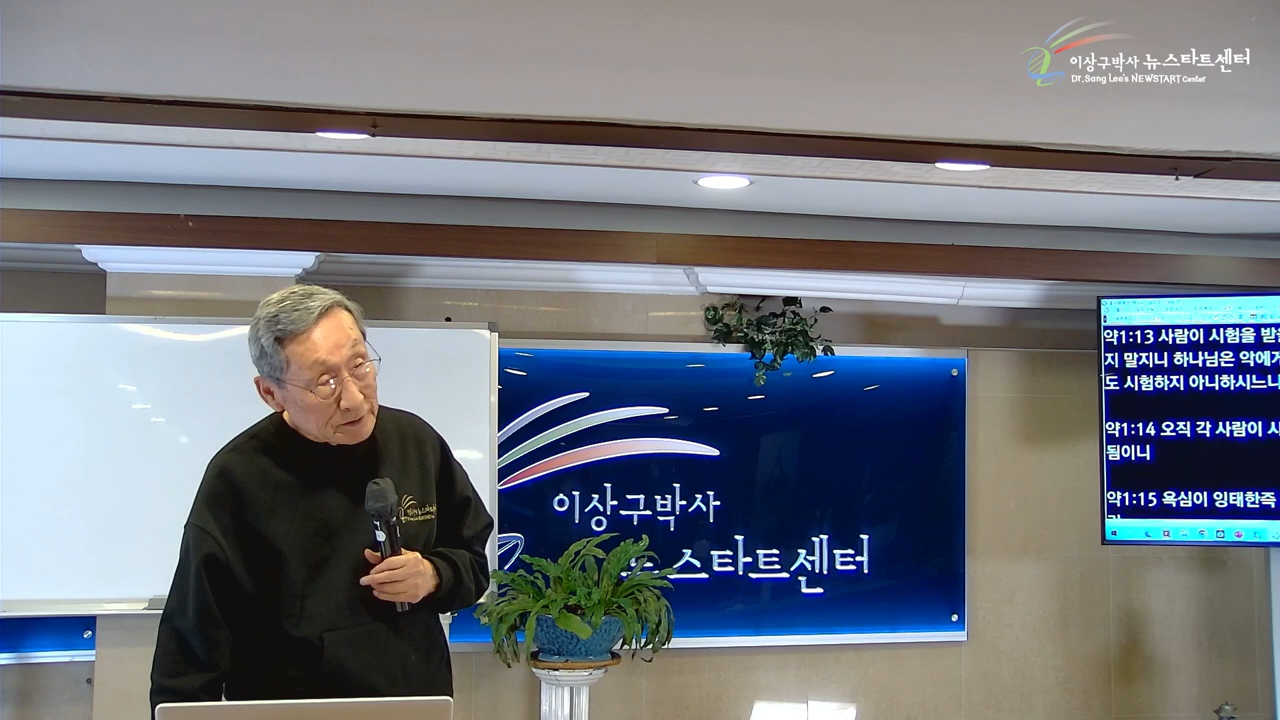 이상구박사 뉴스타트센터
Dr. Sang Lee's NEWSTART Center
약1:13 사람이 시험을 받
지 말지니 하나님은 악에게
도 시험하지 아니하시느니
약1:14 오직 각 사람이 시
됨이니
약1:15 욕심이 잉태한즉
이상구박사
스타트센터